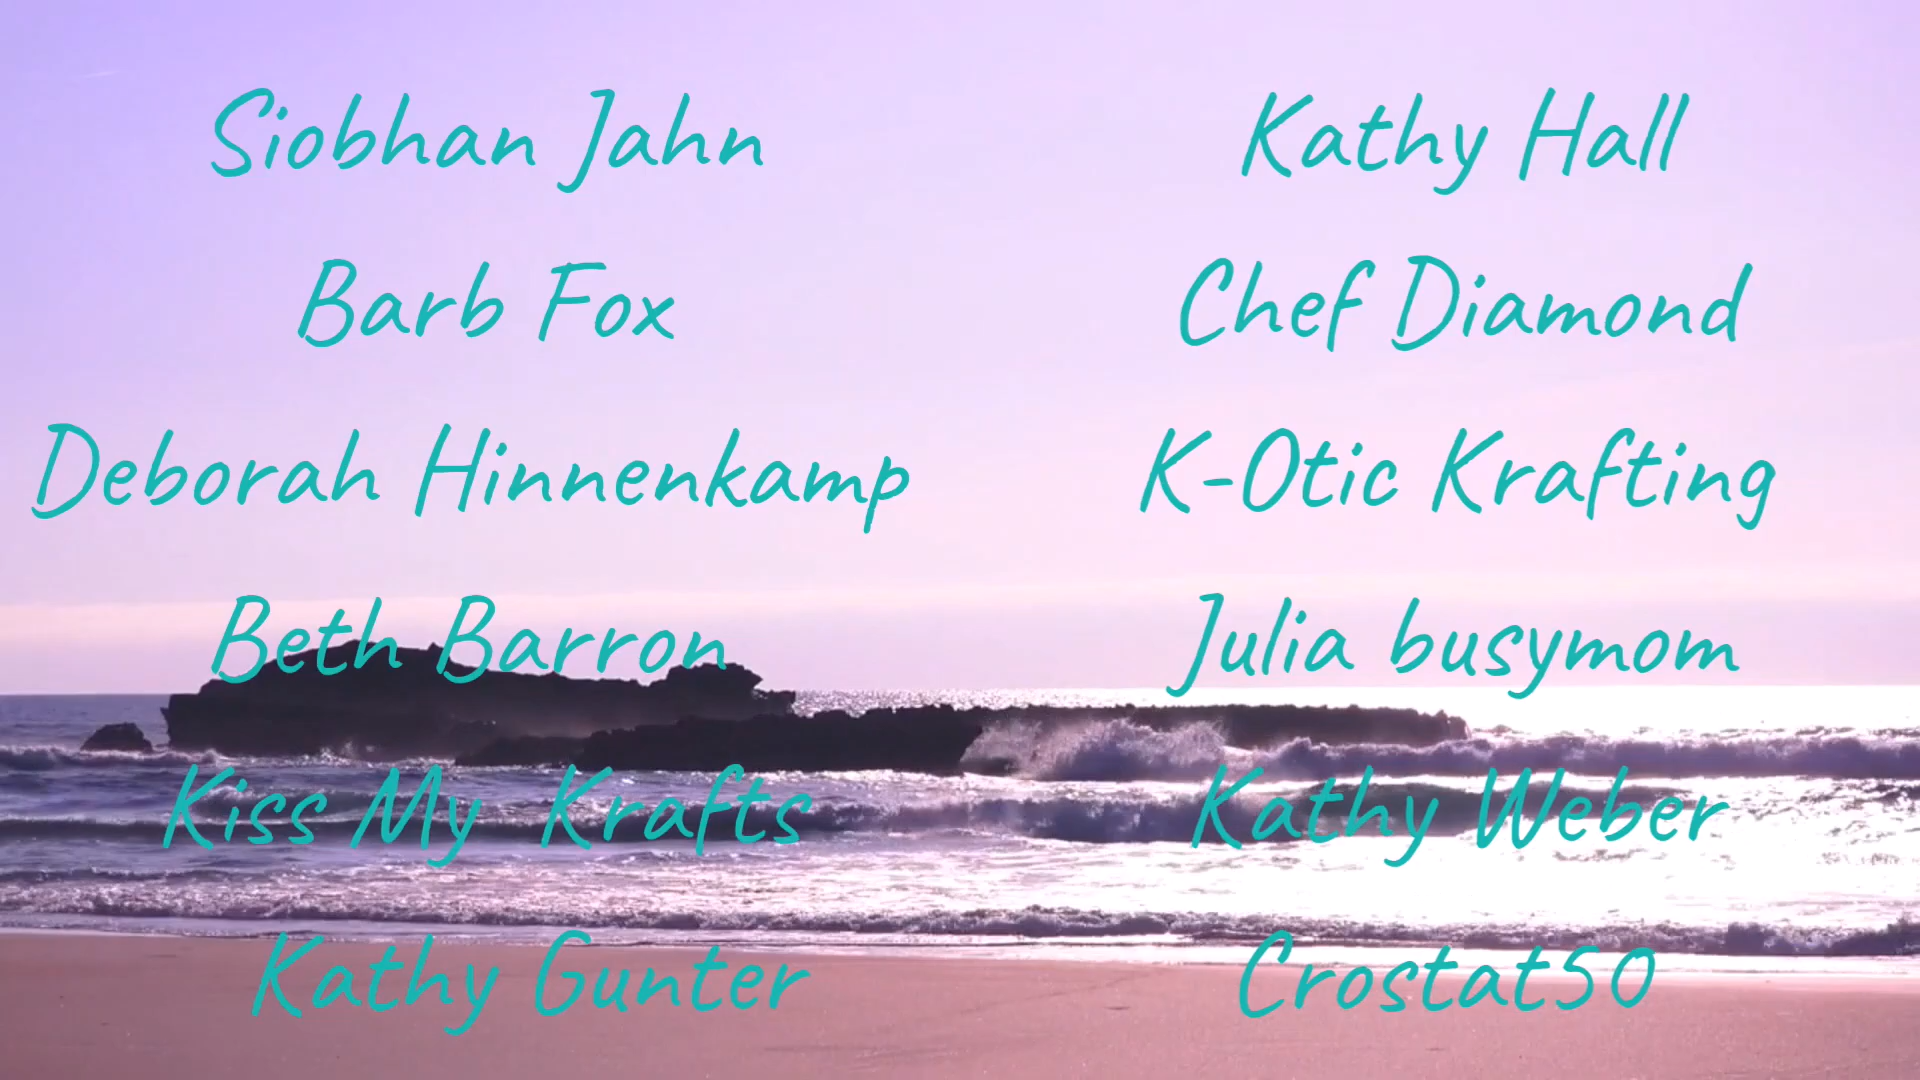 Siobhan Jahn
Barb Fox
Deborah Hinnenkamp
Beth Barron
Kiss My Krafts
Kathy Gunter
Kathy Hall
Chef Diamond
K-Otic Krafting
Julia busymom
Kathy Weber
Crostat50